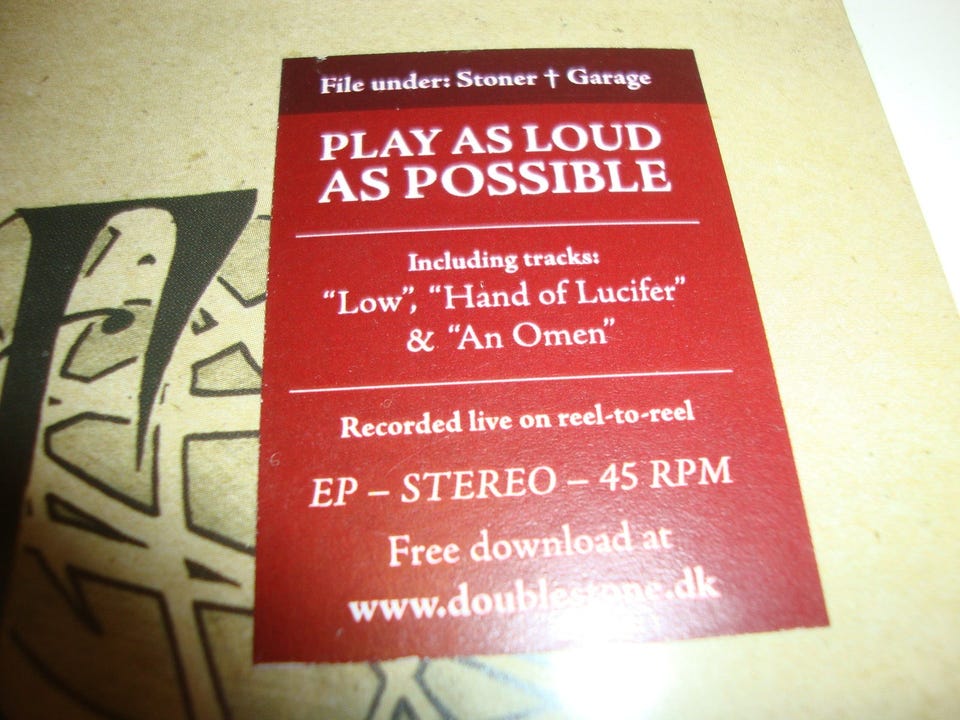 File under: Stoner † Garage
PLAY AS LOUD
AS POSSIBLE
Including tracks:
“Low”, “Hand of Lucifer”
& “An Omen”
Recorded live on reel-to-reel
EP – STEREO – 45 RPM
Free download at
www.doublestone.dk